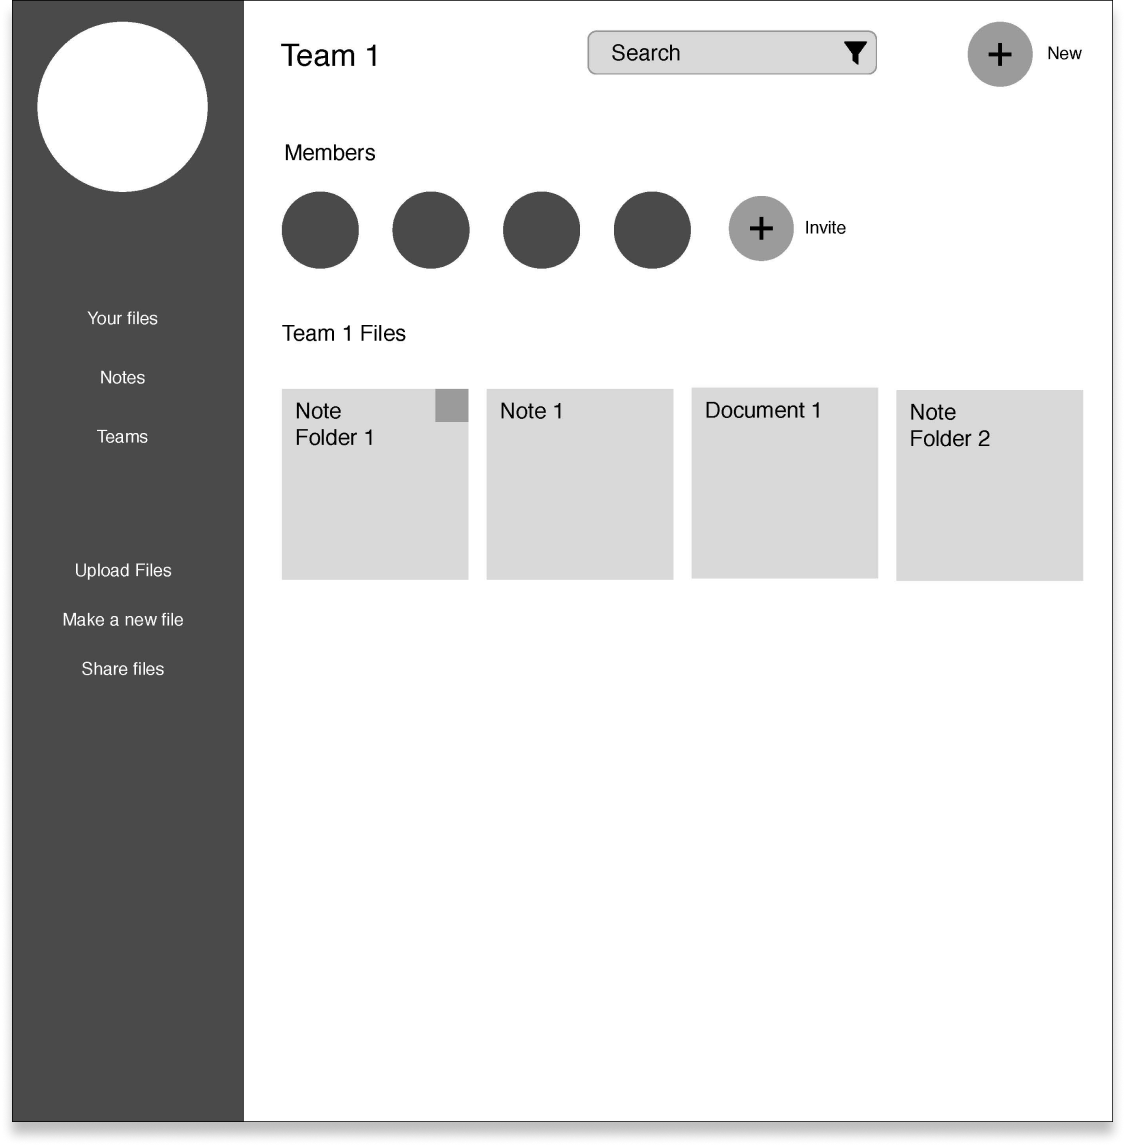 Team 1
Search
New
Members
Invite
Your files
Notes
Teams
Upload Files
Make a new file
Share files
Team 1 Files
Note
Folder 1
Note 1
Document 1
Note
Folder 2